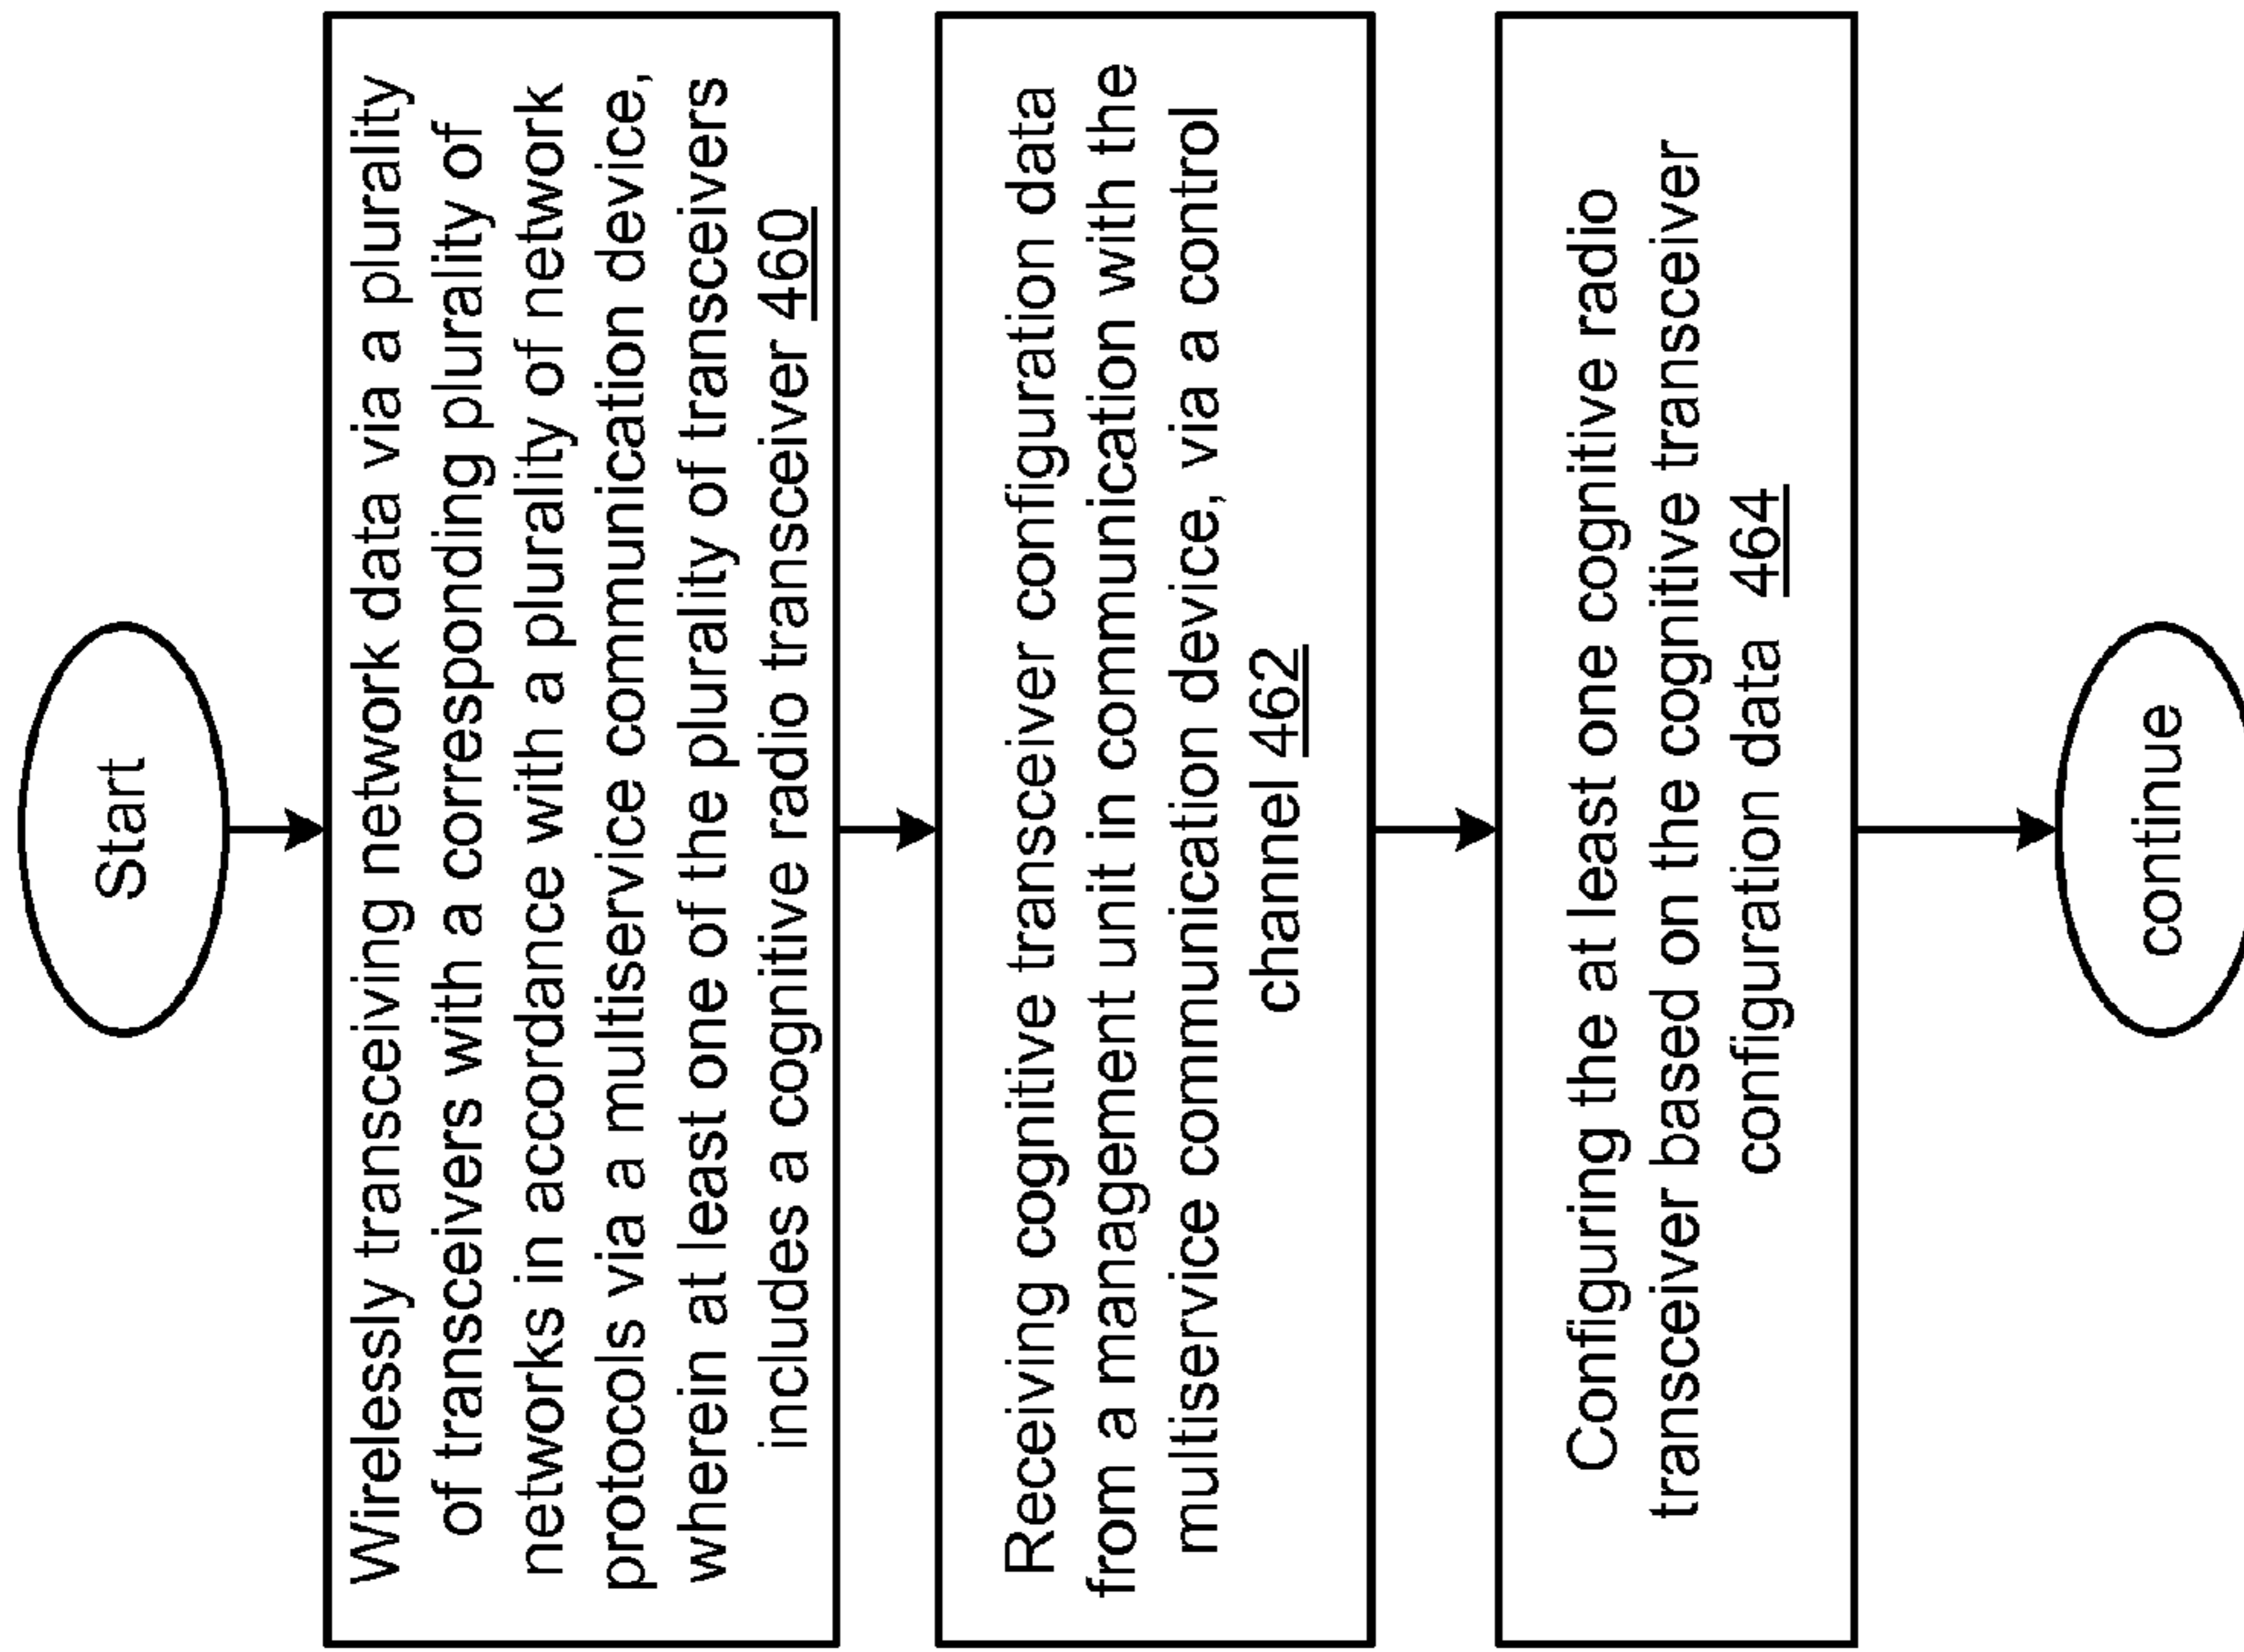 Start
Wirelessly transceiving network data via a plurality
of transceivers with a corresponding plurality of
networks in accordance with a plurality of network
protocols via a multiservice communication device,
wherein at least one of the plurality of transceivers
includes a cognitive radio transceiver 460
Receiving cognitive transceiver configuration data
from a management unit in communication with the
multiservice communication device, via a control
channel 462
Configuring the at least one cognitive radio
transceiver based on the cognitive transceiver
configuration data 464
continue